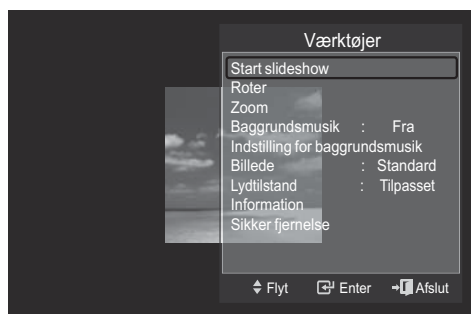 Værktøjer
Start slideshow
Roter
Zoom
Baggrundsmusik : Fra
Indstilling for baggrundsmusik
Billede : Standard
Lydtilstand : Tilpasset
Information
Sikker fjernelse
Flyt Enter Afslut